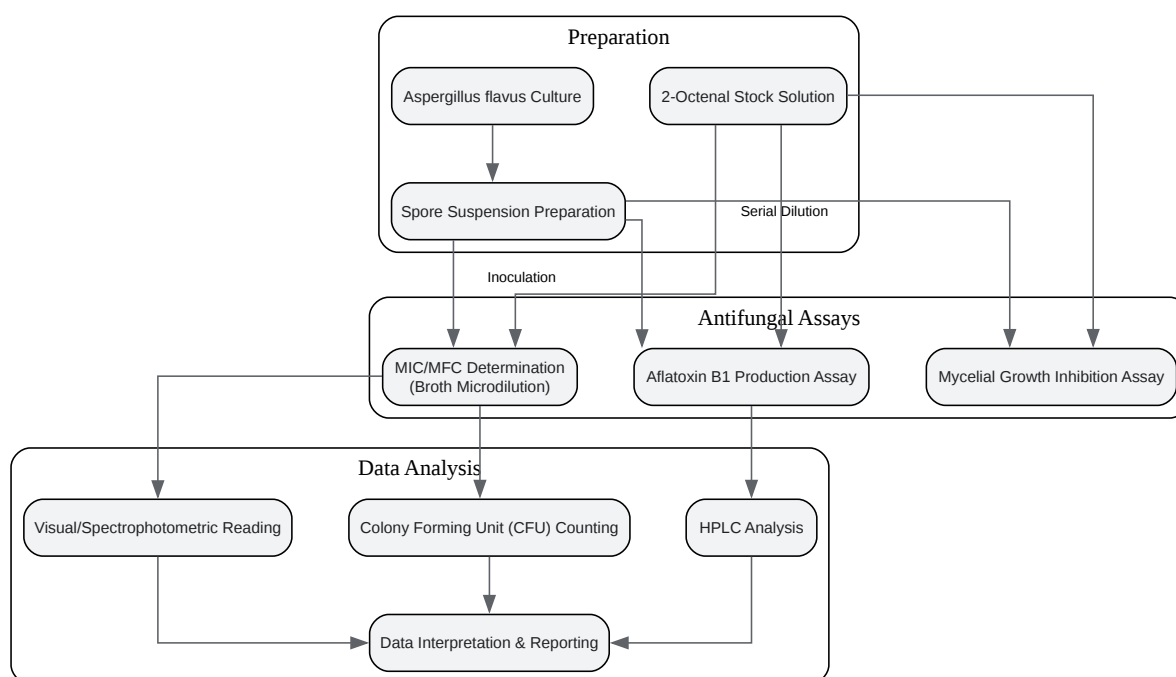 Preparation
Aspergillus flavus Culture
2-Octenal Stock Solution
Spore Suspension Preparation
Serial Dilution
Inoculation
Antifungal Assays
MIC/MFC Determination
(Broth Microdilution)
Aflatoxin B1 Production Assay
Mycelial Growth Inhibition Assay
Data Analysis
Visual/Spectrophotometric Reading
Colony Forming Unit (CFU) Counting
HPLC Analysis
Data Interpretation & Reporting